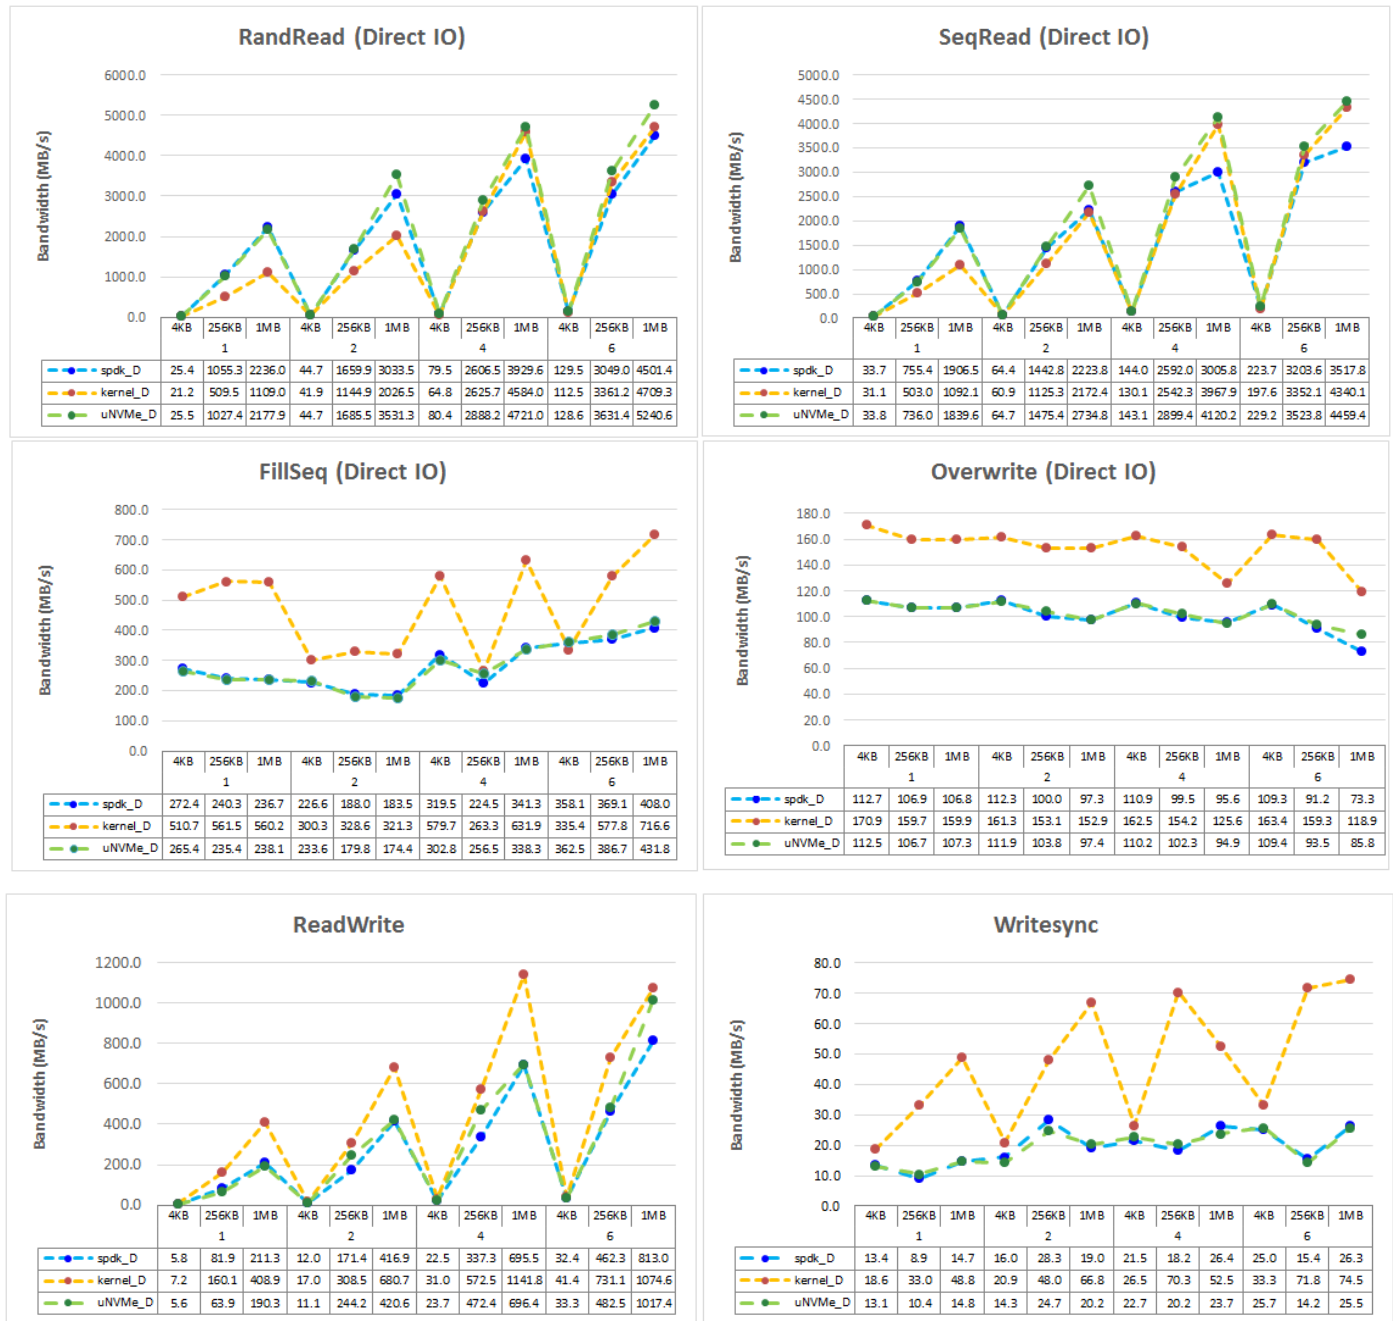 RandRead (Direct IO)
Bandwidth (MB/s)
6000.0
5000.0
4000.0
3000.0
2000.0
1000.0
0.0
4KB 256KB 1MB 4KB 256KB 1MB 4KB 256KB 1MB 4KB 256KB 1MB
1 2 4 6
spdk_D 25.4 1055.3 2236.0 44.7 1659.9 3033.5 79.5 2606.5 3929.6 129.5 3049.0 4501.4
kernel_D 21.2 509.5 1109.0 41.9 1144.9 2026.5 64.8 2625.7 4584.0 112.5 3361.2 4709.3
uNVMe_D 25.5 1027.4 2177.9 44.7 1685.5 3531.3 80.4 2888.2 4721.0 128.6 3631.4 5240.6
SeqRead (Direct IO)
Bandwidth (MB/s)
5000.0
4500.0
4000.0
3500.0
3000.0
2500.0
2000.0
1500.0
1000.0
500.0
0.0
4KB 256KB 1MB 4KB 256KB 1MB 4KB 256KB 1MB 4KB 256KB 1MB
1 2 4 6
spdk_D 33.7 755.4 1906.5 64.4 1442.8 2223.8 144.0 2592.0 3005.8 223.7 3203.6 3517.8
kernel_D 31.1 503.0 1092.1 60.9 1125.3 2172.4 130.1 2542.3 3967.9 197.6 3352.1 4340.1
uNVMe_D 33.8 736.0 1839.6 64.7 1475.4 2734.8 143.1 2899.4 4120.2 229.2 3523.8 4459.4
FillSeq (Direct IO)
Bandwidth (MB/s)
800.0
700.0
600.0
500.0
400.0
300.0
200.0
100.0
0.0
4KB 256KB 1MB 4KB 256KB 1MB 4KB 256KB 1MB 4KB 256KB 1MB
1 2 4 6
spdk_D 272.4 240.3 236.7 226.6 188.0 183.5 319.5 224.5 341.3 358.1 369.1 408.0
kernel_D 510.7 561.5 560.2 300.3 328.6 321.3 579.7 263.3 631.9 335.4 577.8 716.6
uNVMe_D 265.4 235.4 238.1 233.6 179.8 174.4 302.8 256.5 338.3 362.5 386.7 431.8
Overwrite (Direct IO)
Bandwidth (MB/s)
180.0
160.0
140.0
120.0
100.0
80.0
60.0
40.0
20.0
0.0
4KB 256KB 1MB 4KB 256KB 1MB 4KB 256KB 1MB 4KB 256KB 1MB
1 2 4 6
spdk_D 112.7 106.9 106.8 112.3 100.0 97.3 110.9 99.5 95.6 109.3 91.2 73.3
kernel_D 170.9 159.7 159.9 161.3 153.1 152.9 162.5 154.2 125.6 163.4 159.3 118.9
uNVMe_D 112.5 106.7 107.3 111.9 103.8 97.4 110.2 102.3 94.9 109.4 93.5 85.8
ReadWrite
Bandwidth (MB/s)
1200.0
1000.0
800.0
600.0
400.0
200.0
0.0
4KB 256KB 1MB 4KB 256KB 1MB 4KB 256KB 1MB 4KB 256KB 1MB
1 2 4 6
spdk_D 5.8 81.9 211.3 12.0 171.4 416.9 22.5 337.3 695.5 32.4 462.3 813.0
kernel_D 7.2 160.1 408.9 17.0 308.5 680.7 31.0 572.5 1141.8 41.4 731.1 1074.6
uNVMe_D 5.6 63.9 190.3 11.1 244.2 420.6 23.7 472.4 696.4 33.3 482.5 1017.4
Writesync
Bandwidth (MB/s)
80.0
70.0
60.0
50.0
40.0
30.0
20.0
10.0
0.0
4KB 256KB 1MB 4KB 256KB 1MB 4KB 256KB 1MB 4KB 256KB 1MB
1 2 4 6
spdk_D 13.4 8.9 14.7 16.0 28.3 19.0 21.5 18.2 26.4 25.0 15.4 26.3
kernel_D 18.6 33.0 48.8 20.9 48.0 66.8 26.5 70.3 52.5 33.3 71.8 74.5
uNVMe_D 13.1 10.4 14.8 14.3 24.7 20.2 22.7 20.2 23.7 25.7 14.2 25.5